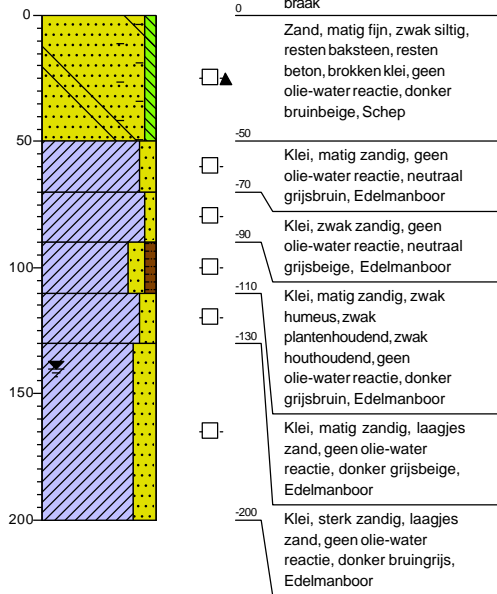 0
50
100
150
200
0
braak
Zand, matig fijn, zwak siltig,
resten baksteen, resten
beton, brokken klei, geen
olie-water reactie, donker
bruinbeige, Schep
-50
Klei, matig zandig, geen
olie-water reactie, neutraal
grijsbruin, Edelmanboor
-70
Klei, zwak zandig, geen
olie-water reactie, neutraal
grijsbeige, Edelmanboor
-90
Klei, matig zandig, zwak
humeus, zwak
plantenhoudend, zwak
houthoudend, geen
olie-water reactie, donker
grijsbruin, Edelmanboor
-110
Klei, matig zandig, laagjes
zand, geen olie-water
reactie, donker grijsbeige,
Edelmanboor
-130
Klei, sterk zandig, laagjes
zand, geen olie-water
reactie, donker bruingrijs,
Edelmanboor
-200